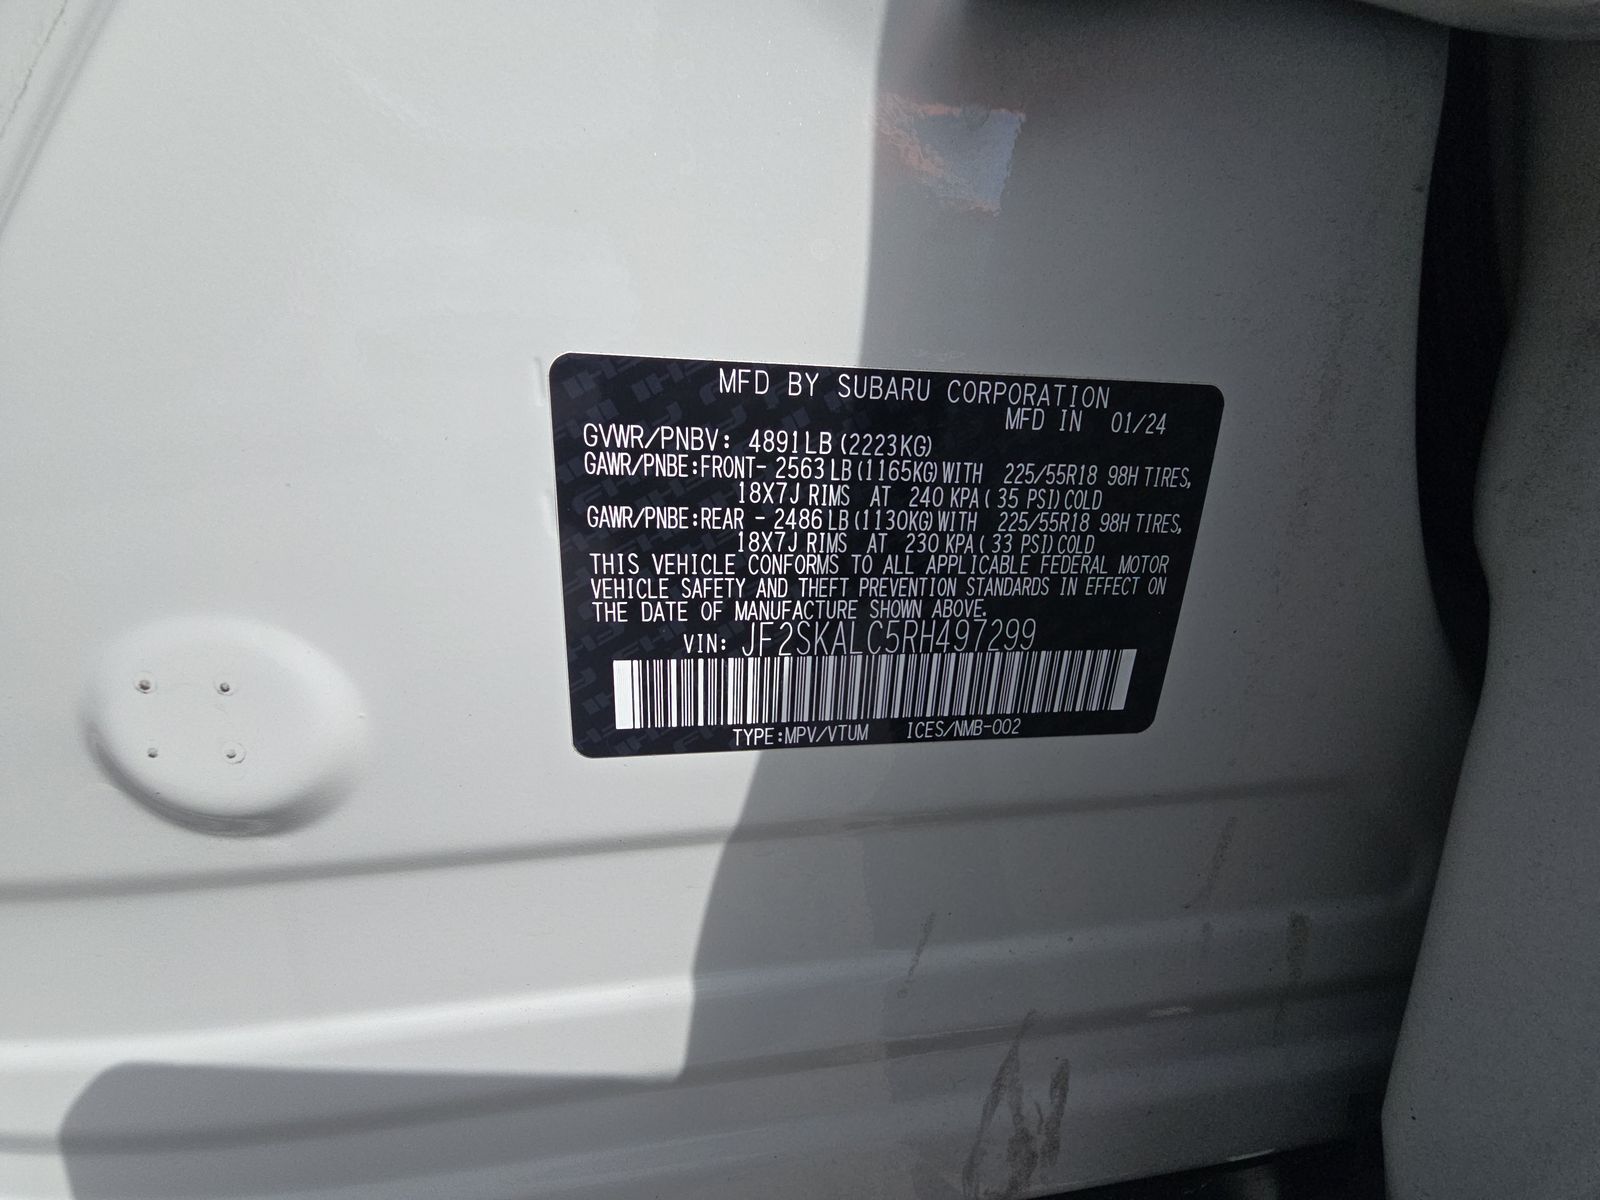 MFD BY SUBARU CORPORATION
MFD IN 01/24
GVWR/PNBV: 4891LB(2223KG)
GAWR/PNBE:FRONT- 2563LB(1165KG)WITH 225/55R18 98H TIRES,
18X7J RIMS AT 240 KPA( 35 PSI)COLD
GAWR/PNBE:REAR - 2486LB(1130KG)WITH 225/55R18 98H TIRES,
18X7J RIMS AT 230 KPA( 33 PSI)COLD
THIS VEHICLE CONFORMS TO ALL APPLICABLE FEDERAL MOTOR
VEHICLE SAFETY AND THEFT PREVENTION STANDARDS IN EFFECT ON
THE DATE OF MANUFACTURE SHOWN ABOVE.
VIN: JF2SKALC5RH497299
TYPE:MPV/VTUM ICES/NMB-002